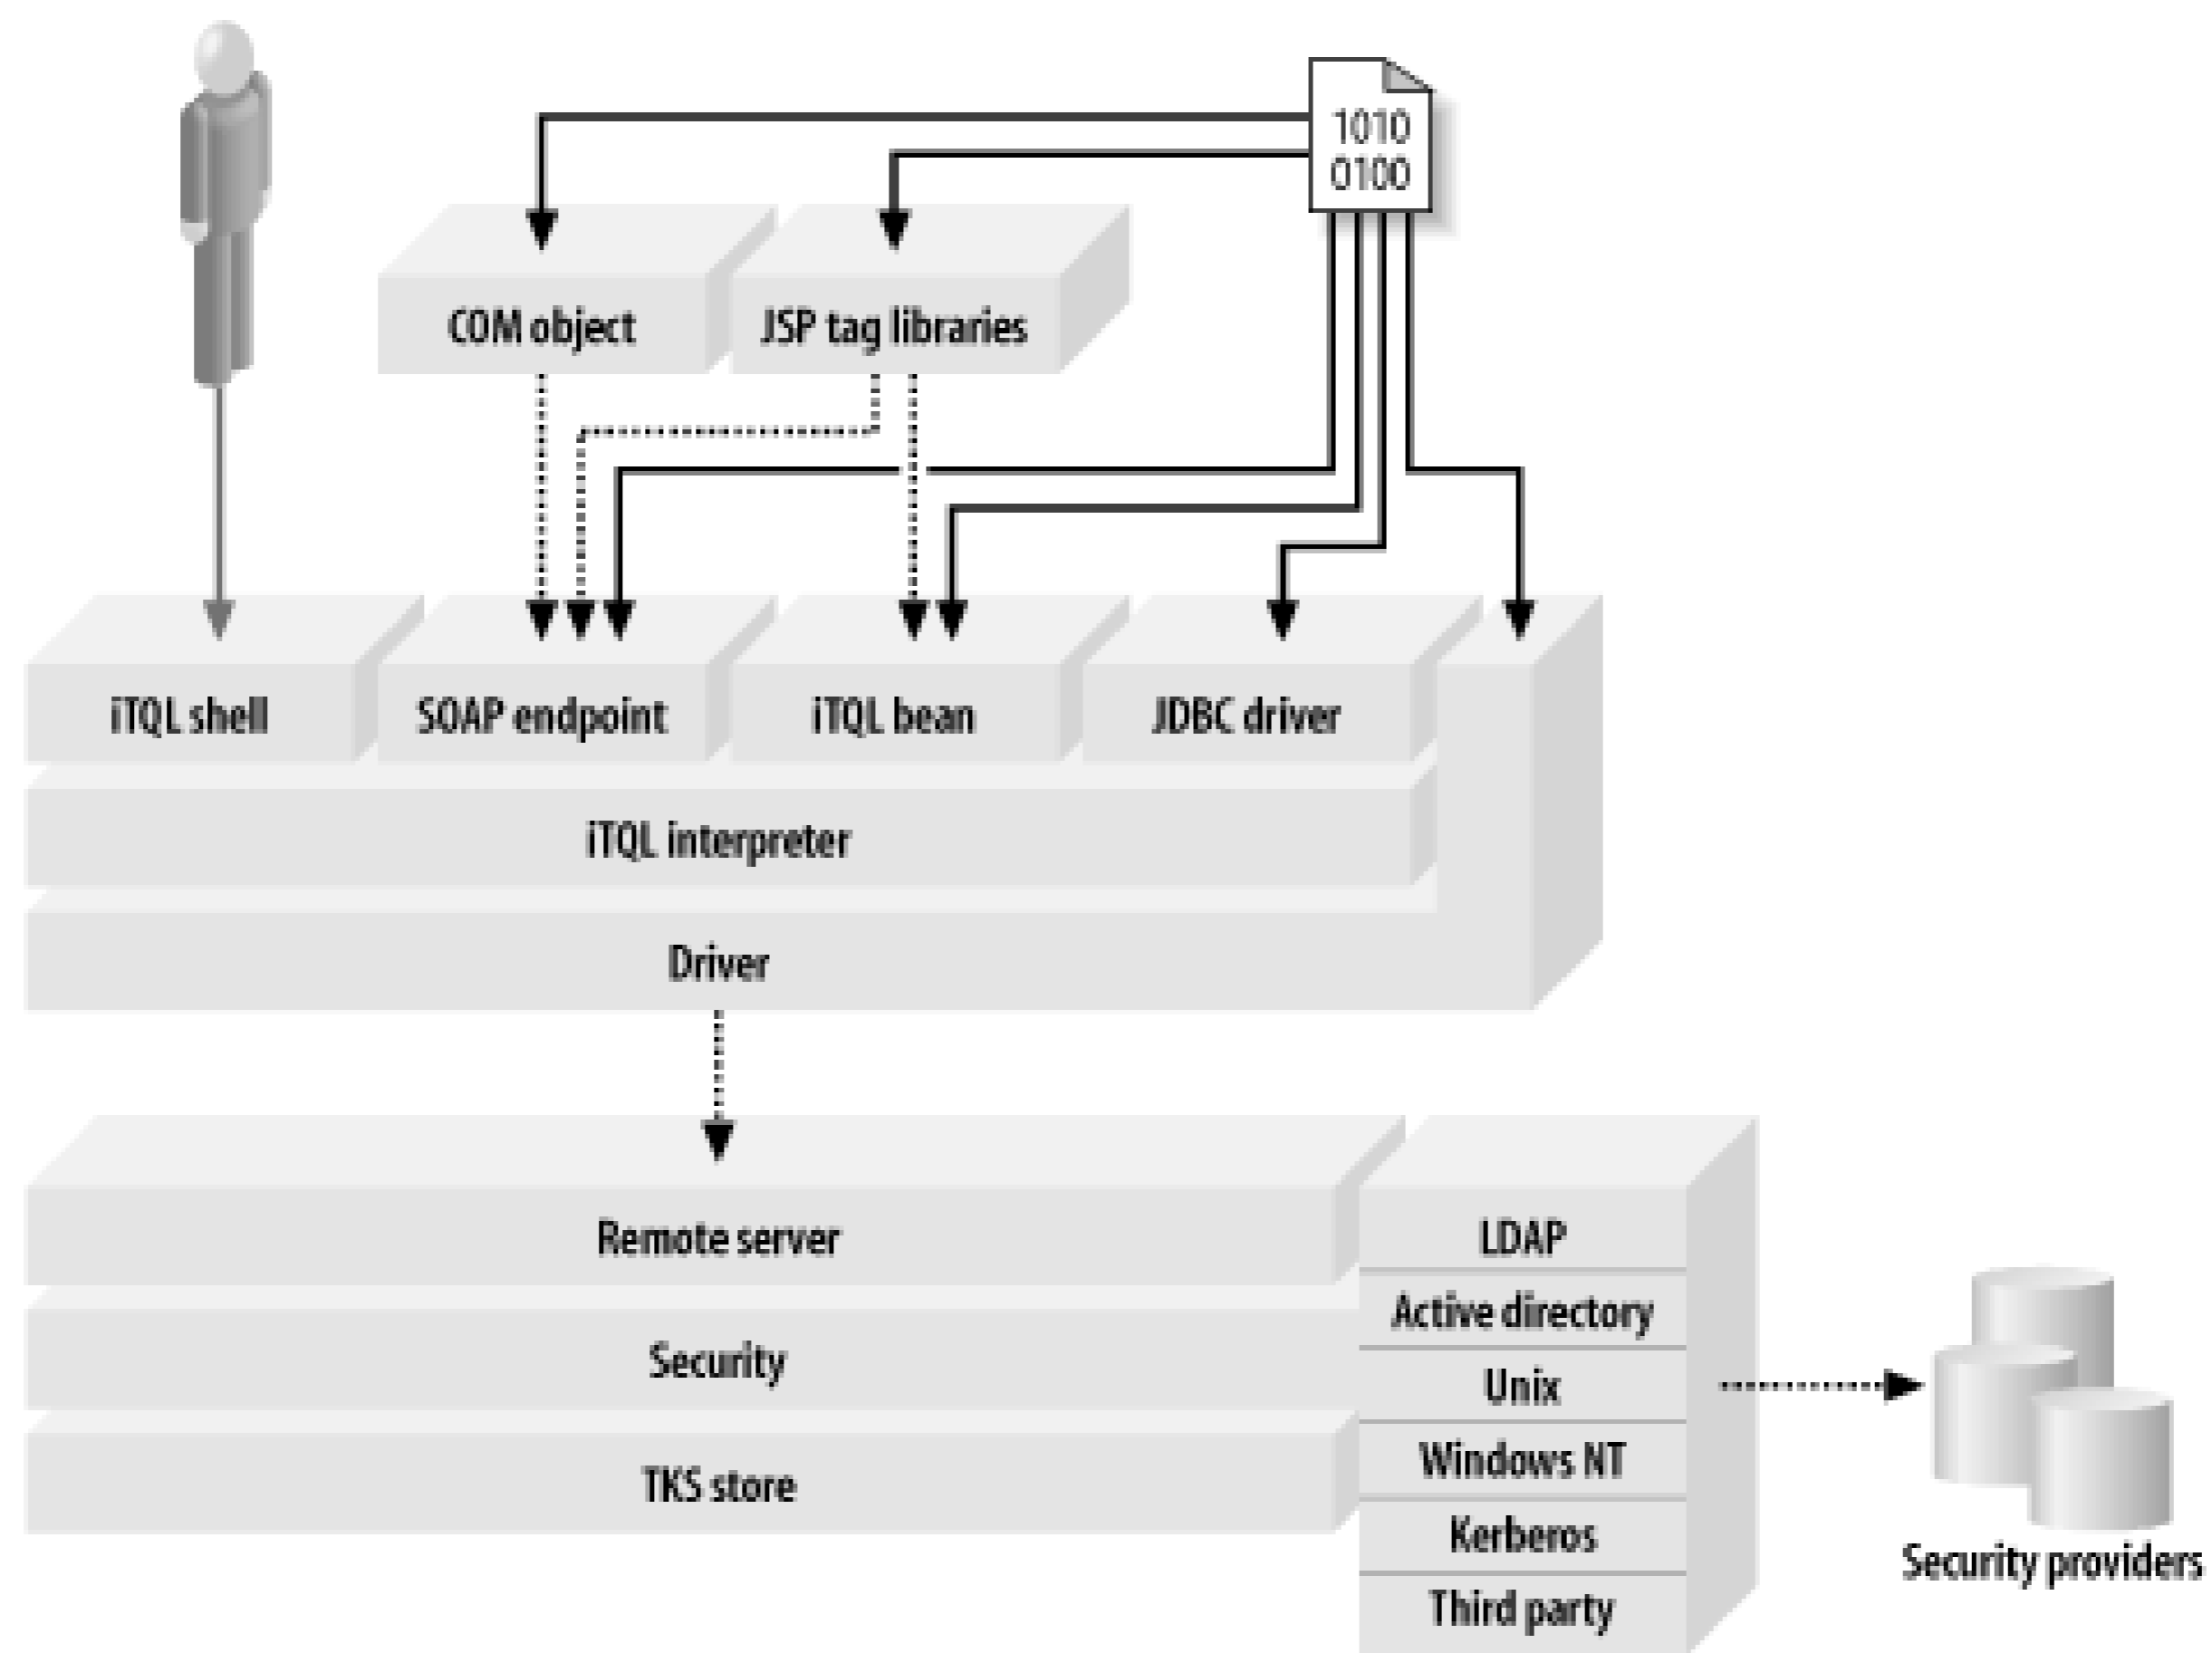 1010
0100
COM object
JSP tag libraries
iTQL shell
SOAP endpoint
iTQL bean
JDBC driver
iTQL interpreter
Driver
Remote server
Security
TKS store
LDAP
Active directory
Unix
Windows NT
Kerberos
Third party
Security providers